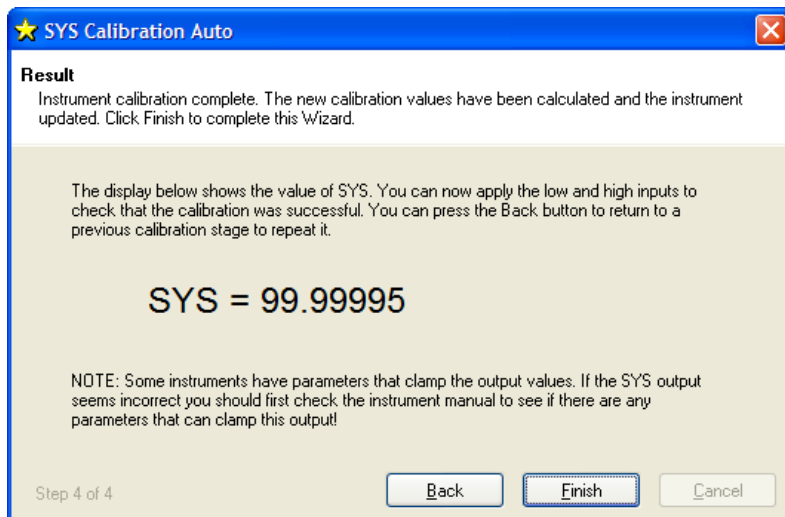 SYS Calibration Auto
Result
Instrument calibration complete. The new calibration values have been calculated and the instrument
updated. Click Finish to complete this Wizard.
The display below shows the value of SYS. You can now apply the low and high inputs to
check that the calibration was successful. You can press the Back button to return to a
previous calibration stage to repeat it.
SYS = 99.99995
NOTE: Some instruments have parameters that clamp the output values. If the SYS output
seems incorrect you should first check the instrument manual to see if there are any
parameters that can clamp this output!
Step 4 of 4
Back
Finish
Cancel